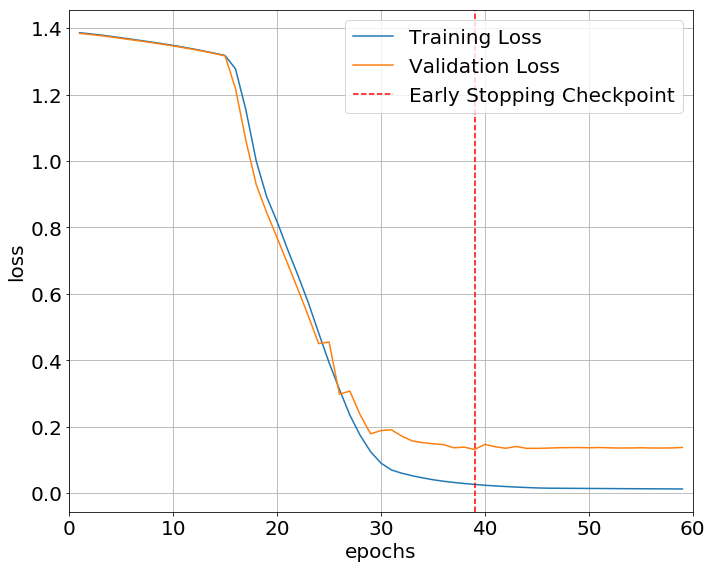 Training Loss
Validation Loss
Early Stopping Checkpoint
1.4
1.2
1.0
0.8
0.6
0.4
0.2
0.0
loss
0 10 20 30 40 50 60
epochs